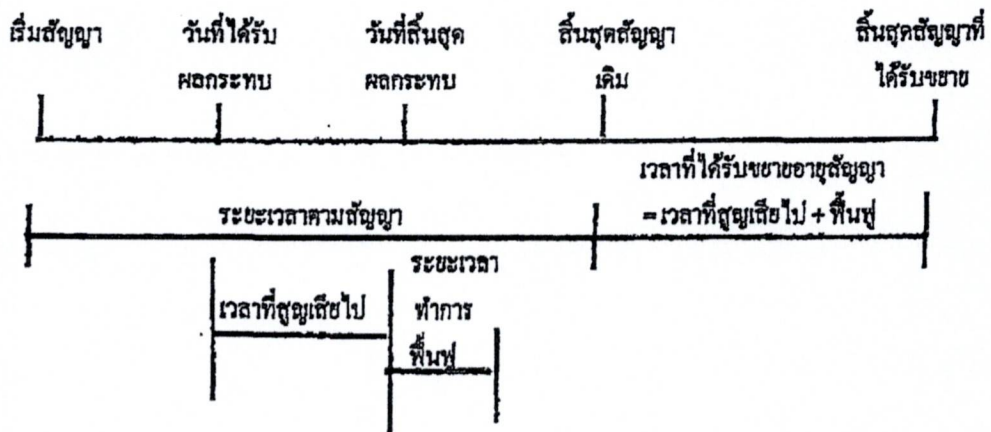 เริ่มสัญญา วันที่ได้รับ วันที่สิ้นสุด สิ้นสุดสัญญา สิ้นสุดสัญญาที่
ผลกระทบ ผลกระทบ เดิม ได้รับขยาย
เวลาที่ได้รับขยายอายุสัญญา
ระยะเวลาตามสัญญา =เวลาที่สูญเสียไป + ฟื้นฟู
ระยะเวลา
เวลาที่สูญเสียไป ทำการ
ฟื้นฟู